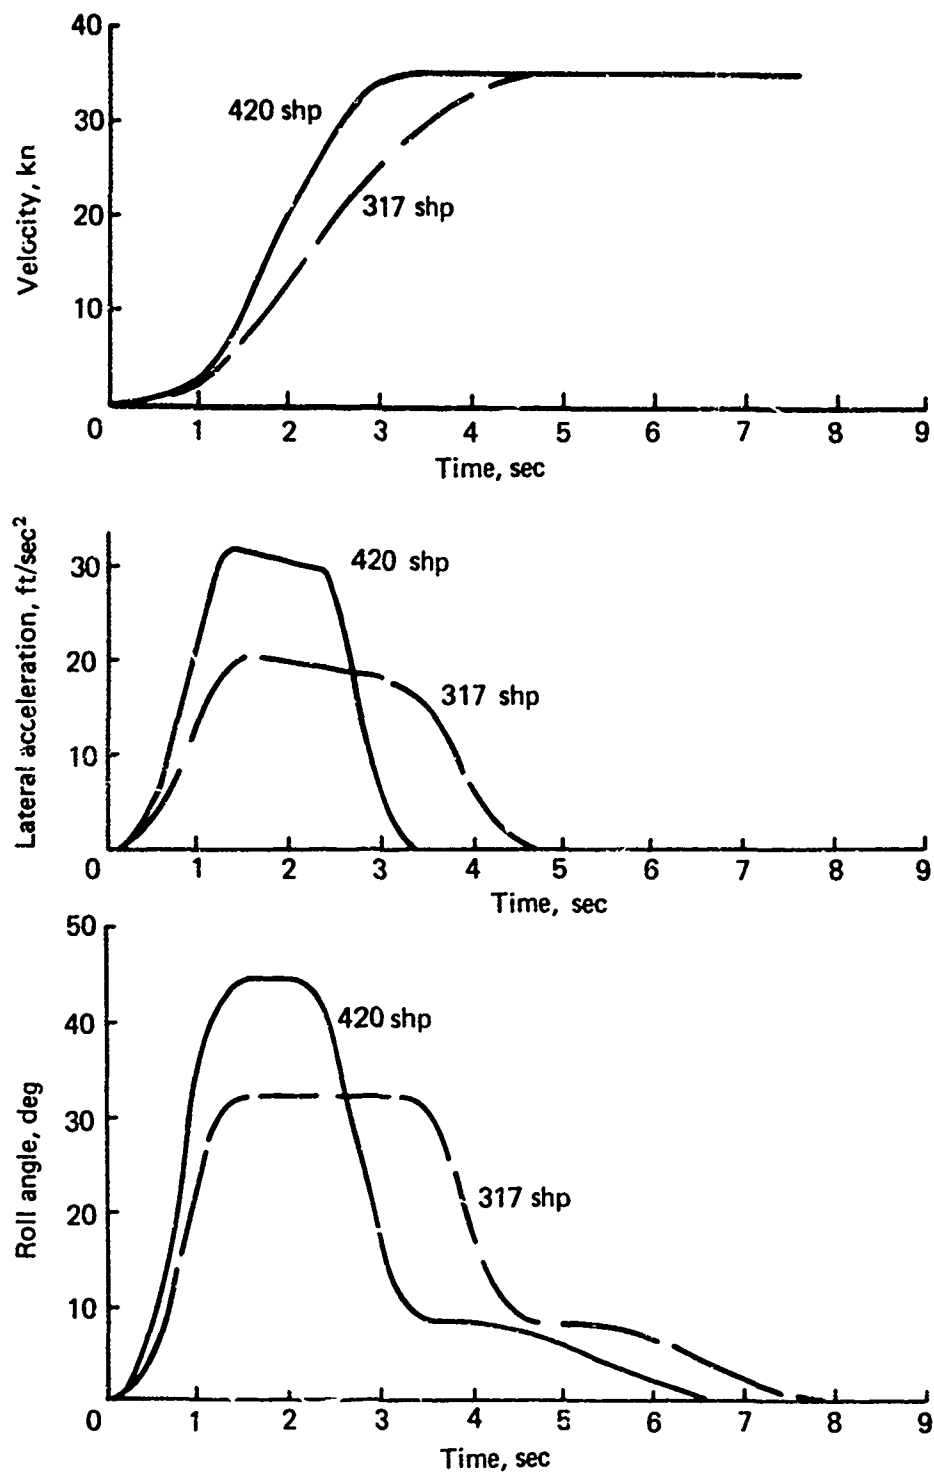 40
30
20
10
0
Velocity, kn
420 shp
317 shp
1 2 3 4 5 6 7 8 9
Time, sec
30
20
10
0
Lateral acceleration, ft/sec²
420 shp
317 shp
1 2 3 4 5 6 7 8 9
Time, sec
50
40
30
20
10
0
Roll angle, deg
420 shp
317 shp
1 2 3 4 5 6 7 8 9
Time, sec